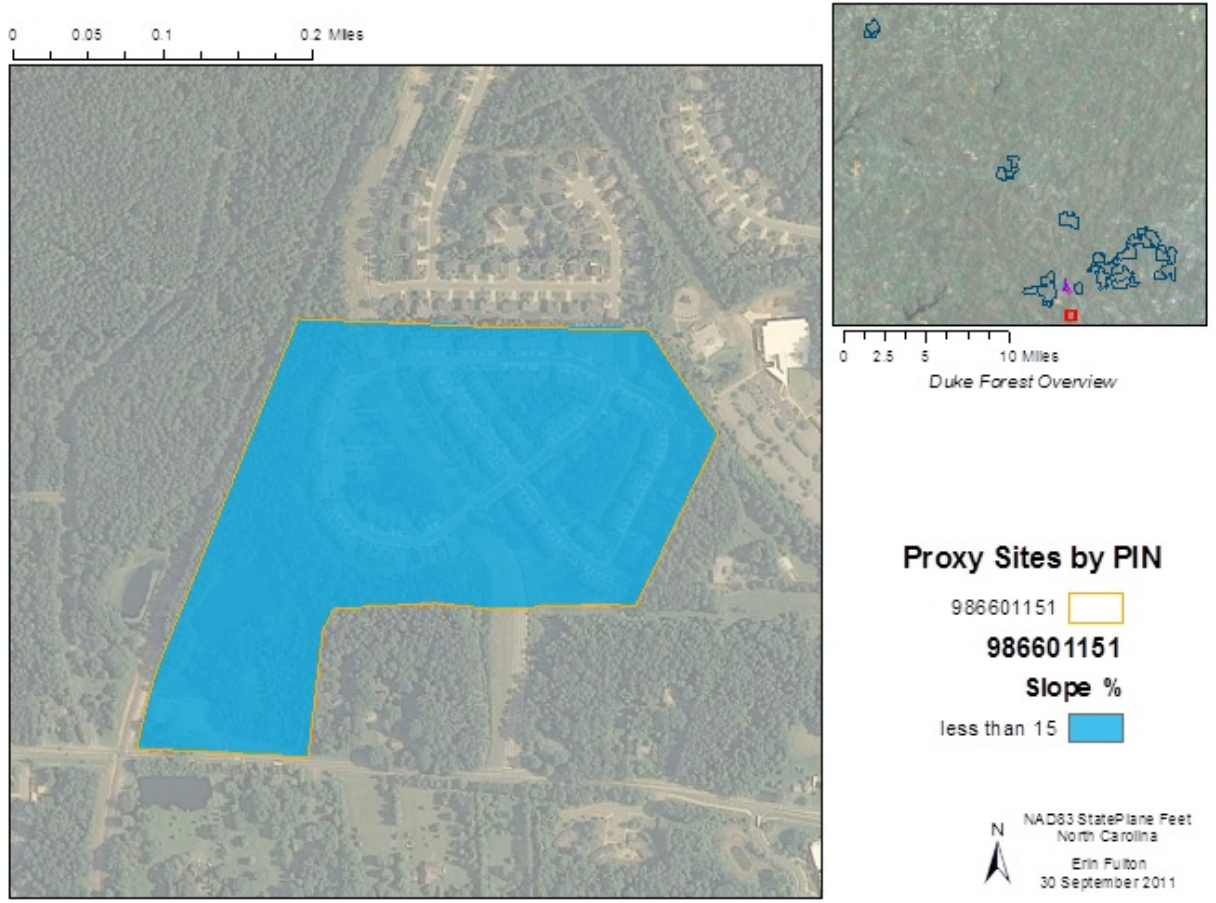 0 0.05 0.1 0.2 Miles
0 2.5 5 10 Miles
Duke Forest Overview
Proxy Sites by PIN
986601151
986601151
Slope %
less than 15
N
NAD83 StatePlane Feet
North Carolina
Erin Fulton
30 September 2011